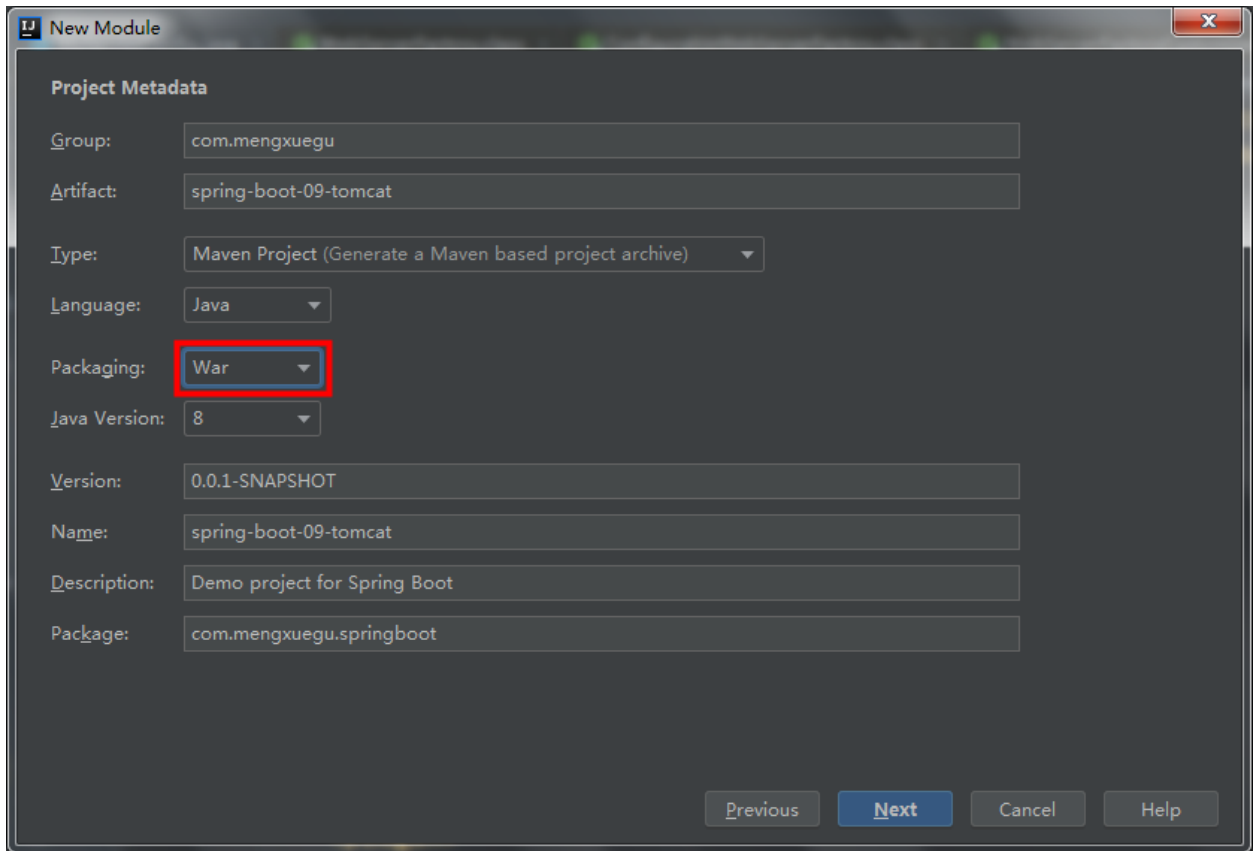 New Module
Project Metadata
Group: com.mengxuegu
Artifact: spring-boot-09-tomcat
Type: Maven Project (Generate a Maven based project archive)
Language: Java
Packaging: War
Java Version: 8
Version: 0.0.1-SNAPSHOT
Name: spring-boot-09-tomcat
Description: Demo project for Spring Boot
Package: com.mengxuegu.springboot
Previous Next Cancel Help